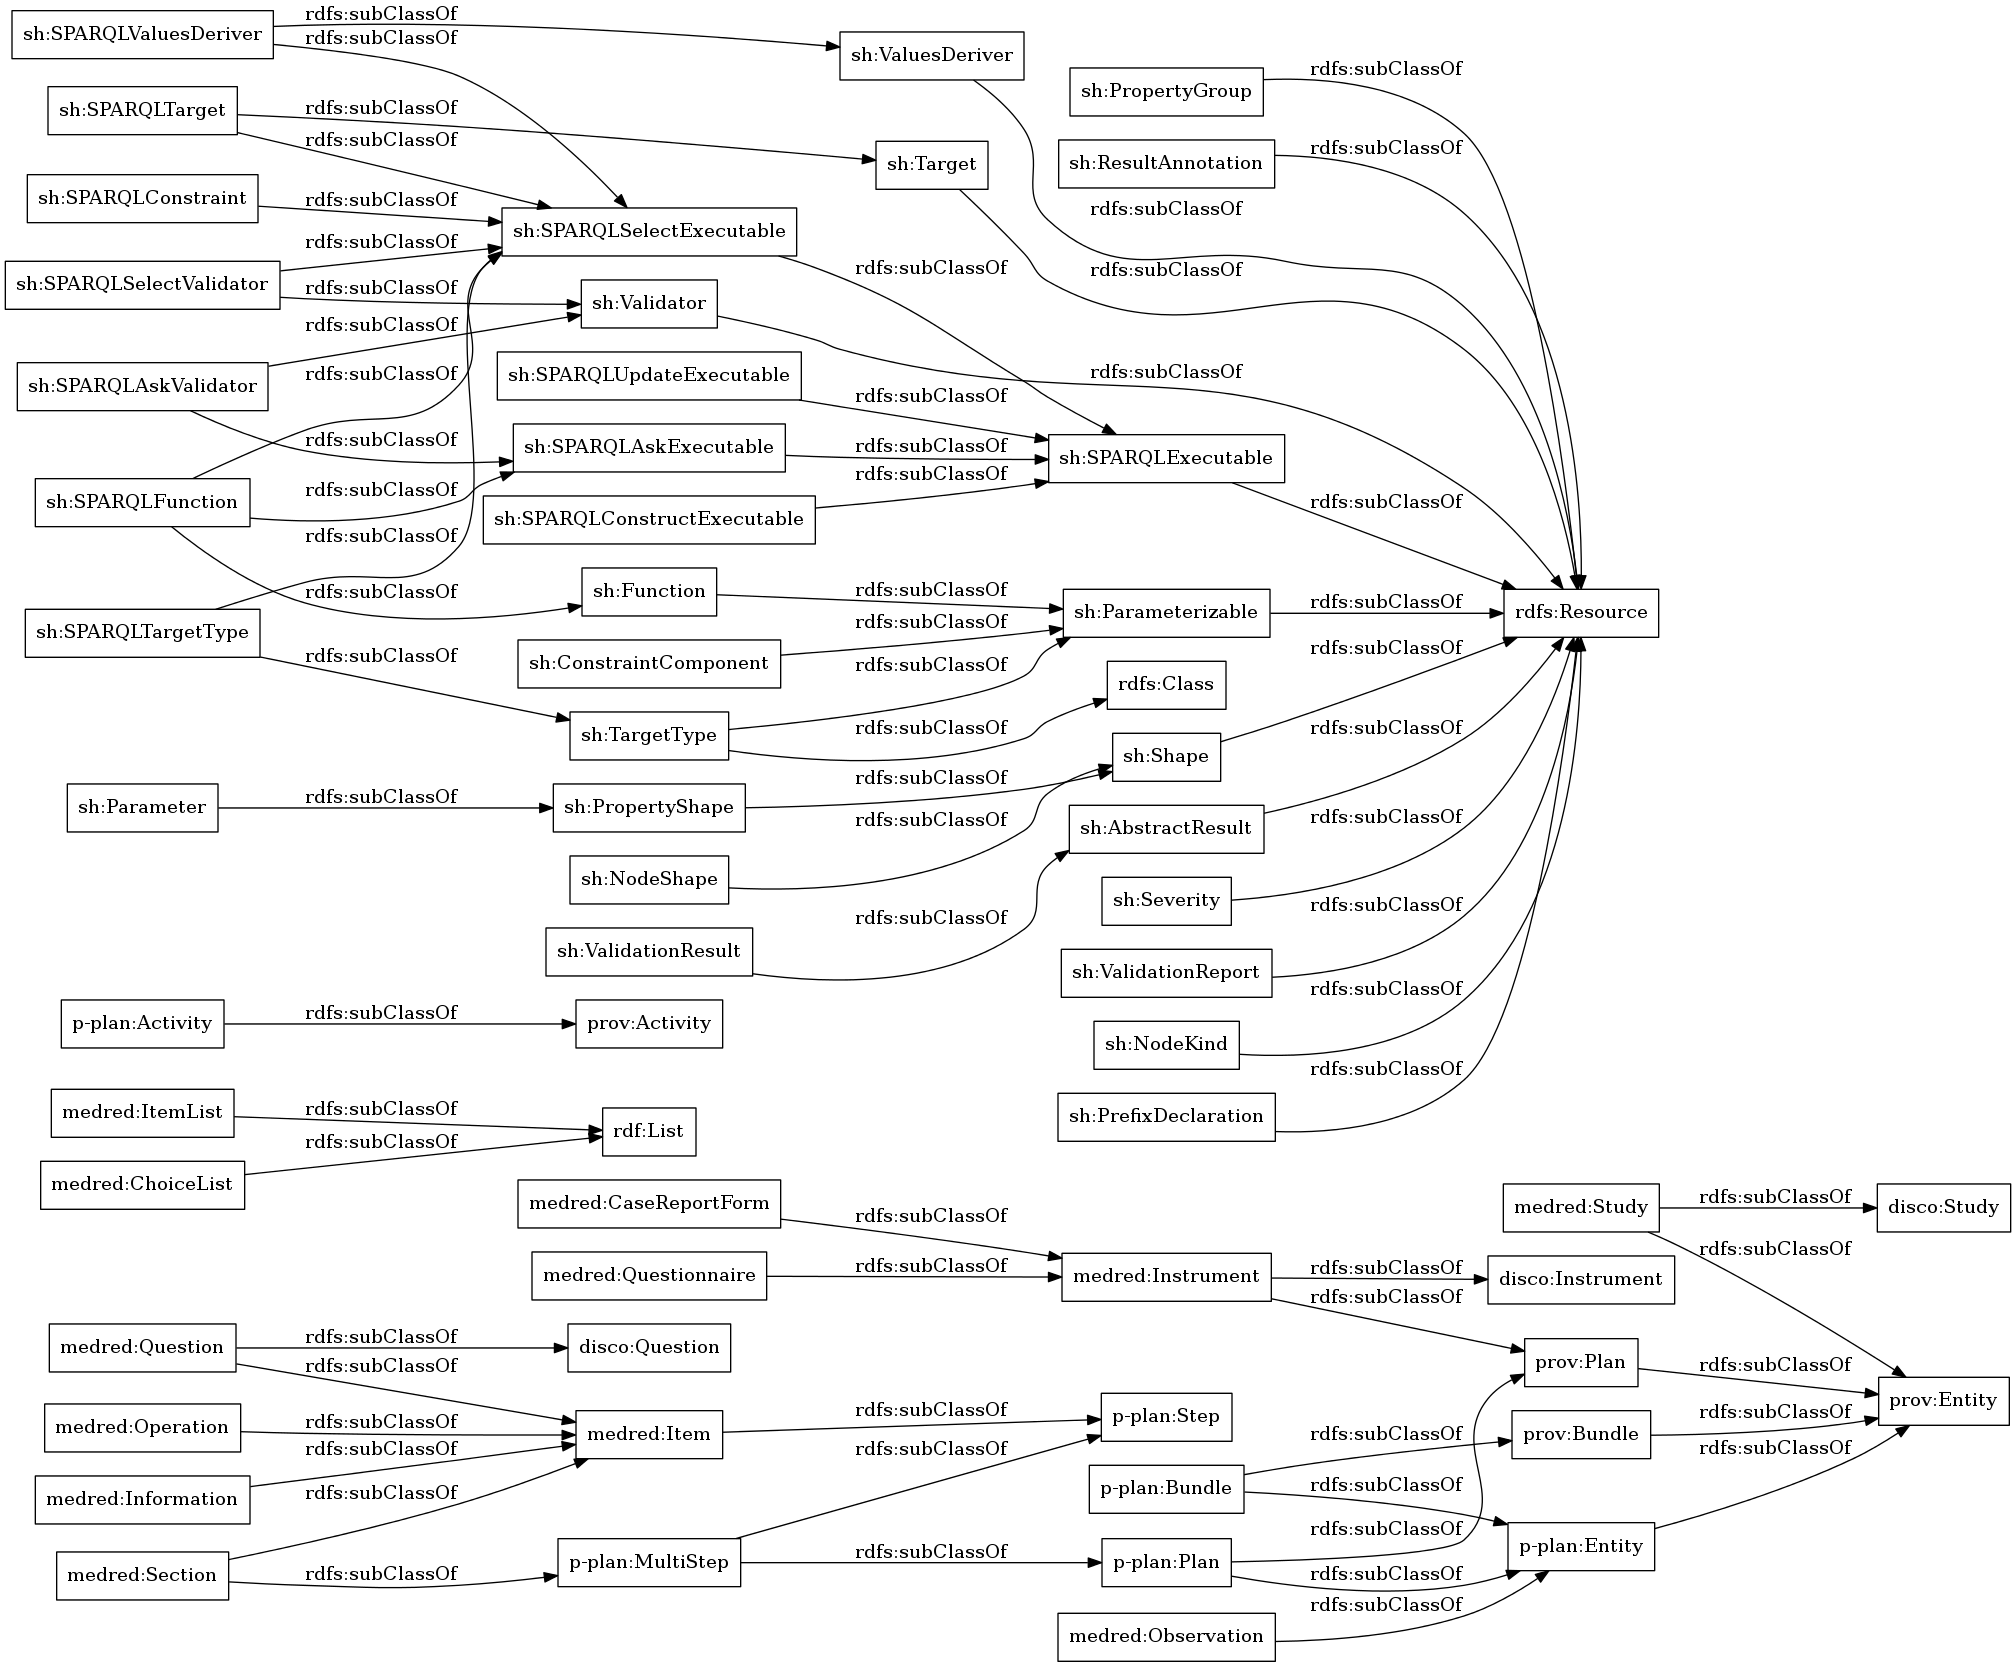 sh:SPARQLValuesDeriver
rdfs:subClassOf
rdfs:subClassOf
sh:ValuesDeriver
sh:PropertyGroup
rdfs:subClassOf
sh:SPARQLTarget
rdfs:subClassOf
rdfs:subClassOf
sh:Target
sh:ResultAnnotation
rdfs:subClassOf
sh:SPARQLConstraint
rdfs:subClassOf
sh:SPARQLSelectExecutable
rdfs:subClassOf
sh:SPARQLSelectValidator
rdfs:subClassOf
rdfs:subClassOf
rdfs:subClassOf
rdfs:subClassOf
sh:Validator
rdfs:subClassOf
sh:SPARQLAskValidator
rdfs:subClassOf
sh:SPARQLUpdateExecutable
rdfs:subClassOf
rdfs:subClassOf
rdfs:subClassOf
sh:SPARQLAskExecutable
rdfs:subClassOf
sh:SPARQLExecutable
rdfs:subClassOf
sh:SPARQLFunction
rdfs:subClassOf
sh:SPARQLConstructExecutable
rdfs:subClassOf
rdfs:subClassOf
rdfs:subClassOf
sh:Function
rdfs:subClassOf
sh:Parameterizable
rdfs:subClassOf
rdfs:Resource
sh:SPARQLTargetType
rdfs:subClassOf
rdfs:subClassOf
sh:ConstraintComponent
rdfs:subClassOf
rdfs:Class
rdfs:subClassOf
sh:TargetType
rdfs:subClassOf
sh:Shape
rdfs:subClassOf
sh:Parameter
rdfs:subClassOf
sh:PropertyShape
rdfs:subClassOf
rdfs:subClassOf
sh:AbstractResult
rdfs:subClassOf
sh:NodeShape
sh:Severity
rdfs:subClassOf
rdfs:subClassOf
sh:ValidationResult
sh:ValidationReport
rdfs:subClassOf
p-plan:Activity
rdfs:subClassOf
prov:Activity
sh:NodeKind
rdfs:subClassOf
medred:ItemList
rdfs:subClassOf
rdfs:subClassOf
rdf:List
sh:PrefixDeclaration
medred:ChoiceList
medred:CaseReportForm
rdfs:subClassOf
medred:Study
rdfs:subClassOf
disco:Study
rdfs:subClassOf
medred:Questionnaire
rdfs:subClassOf
medred:Instrument
rdfs:subClassOf
disco:Instrument
rdfs:subClassOf
medred:Question
rdfs:subClassOf
disco:Question
rdfs:subClassOf
prov:Plan
rdfs:subClassOf
prov:Entity
medred:Operation
rdfs:subClassOf
rdfs:subClassOf
medred:Item
rdfs:subClassOf
p-plan:Step
rdfs:subClassOf
prov:Bundle
rdfs:subClassOf
rdfs:subClassOf
rdfs:subClassOf
medred:Information
rdfs:subClassOf
p-plan:Bundle
rdfs:subClassOf
rdfs:subClassOf
p-plan:Entity
medred:Section
rdfs:subClassOf
p-plan:MultiStep
rdfs:subClassOf
p-plan:Plan
rdfs:subClassOf
rdfs:subClassOf
medred:Observation